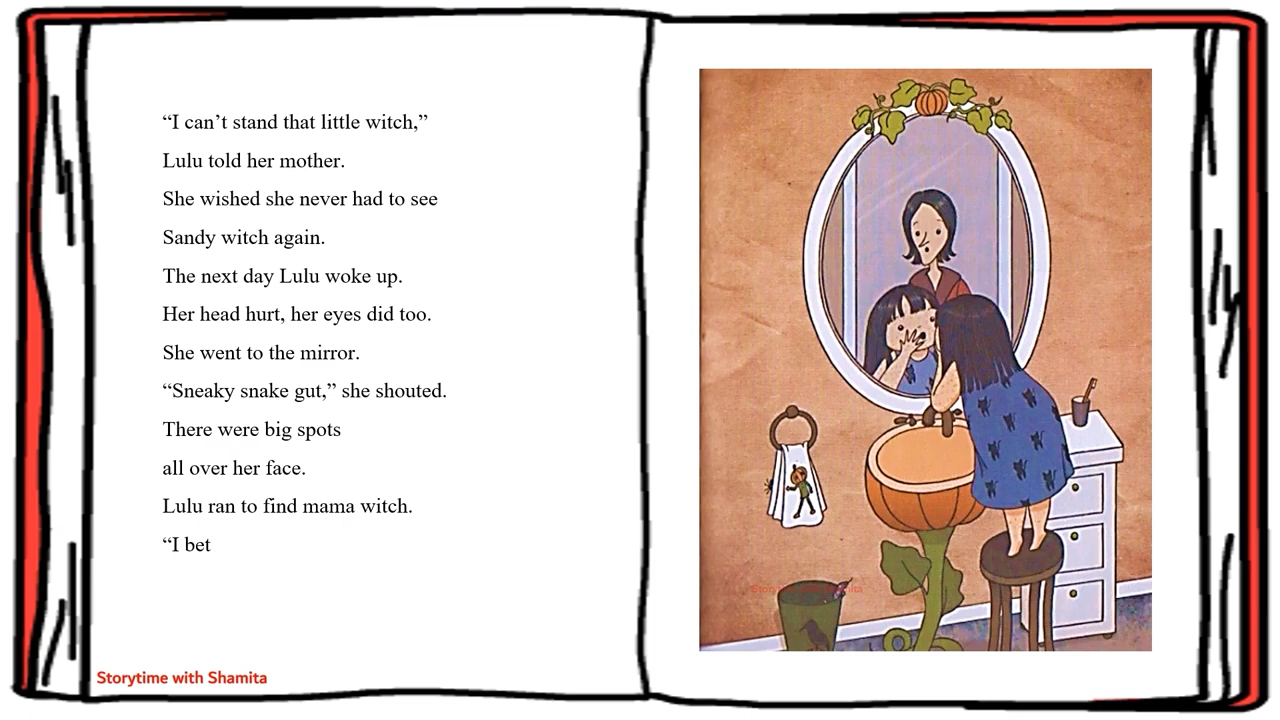 “I can’t stand that little witch,”
Lulu told her mother.
She wished she never had to see
Sandy witch again.
The next day Lulu woke up.
Her head hurt, her eyes did too.
She went to the mirror.
“Sneaky snake gut,” she shouted.
There were big spots
all over her face.
Lulu ran to find mama witch.
“I bet
Storytime with Shamita